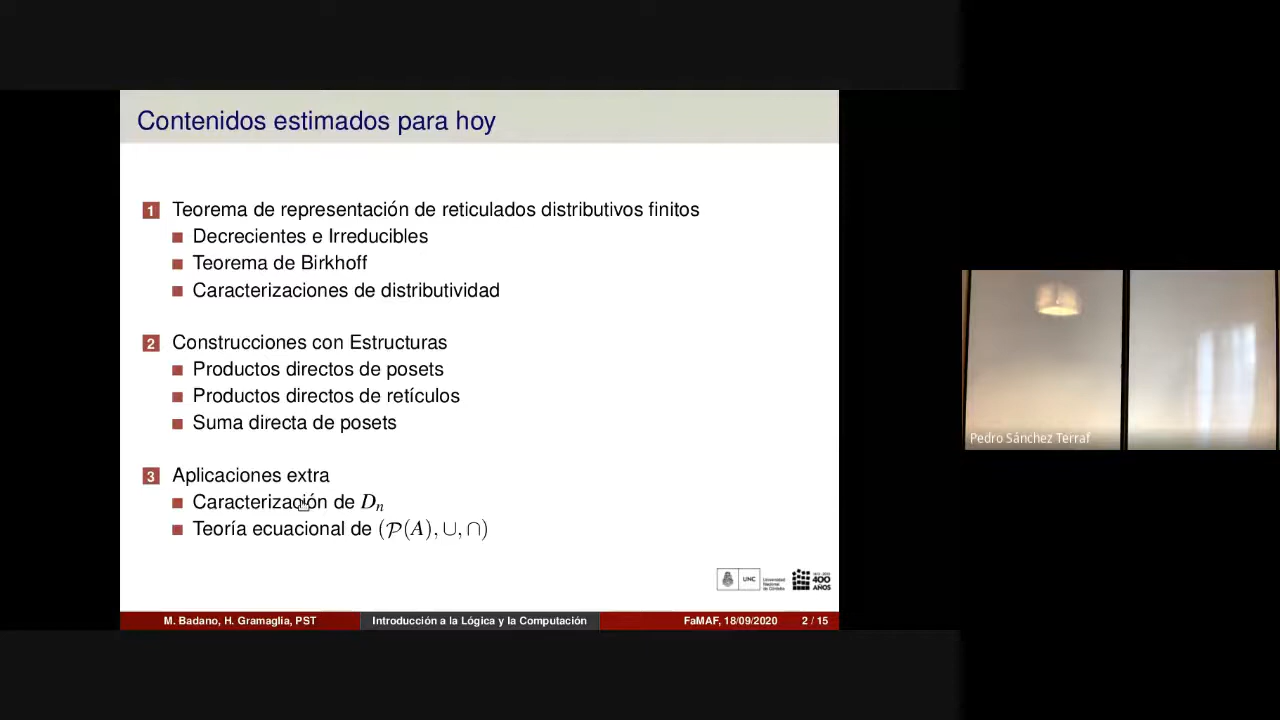 Contenidos estimados para hoy
1 Teorema de representación de reticulados distributivos finitos
Decrecientes e Irreducibles
Teorema de Birkhoff
Caracterizaciones de distributividad
2 Construcciones con Estructuras
Productos directos de posets
Productos directos de retículos
Suma directa de posets
3 Aplicaciones extra
Caracterización de Dₙ
Teoría ecuacional de (𝒫(A), ∪, ∩)
UNC
Universidad Nacional de Córdoba
400 AÑOS
M. Badano, H. Gramaglia, PST
Introducción a la Lógica y la Computación
FaMAF, 18/09/2020
2 / 15
Pedro Sánchez Terraf